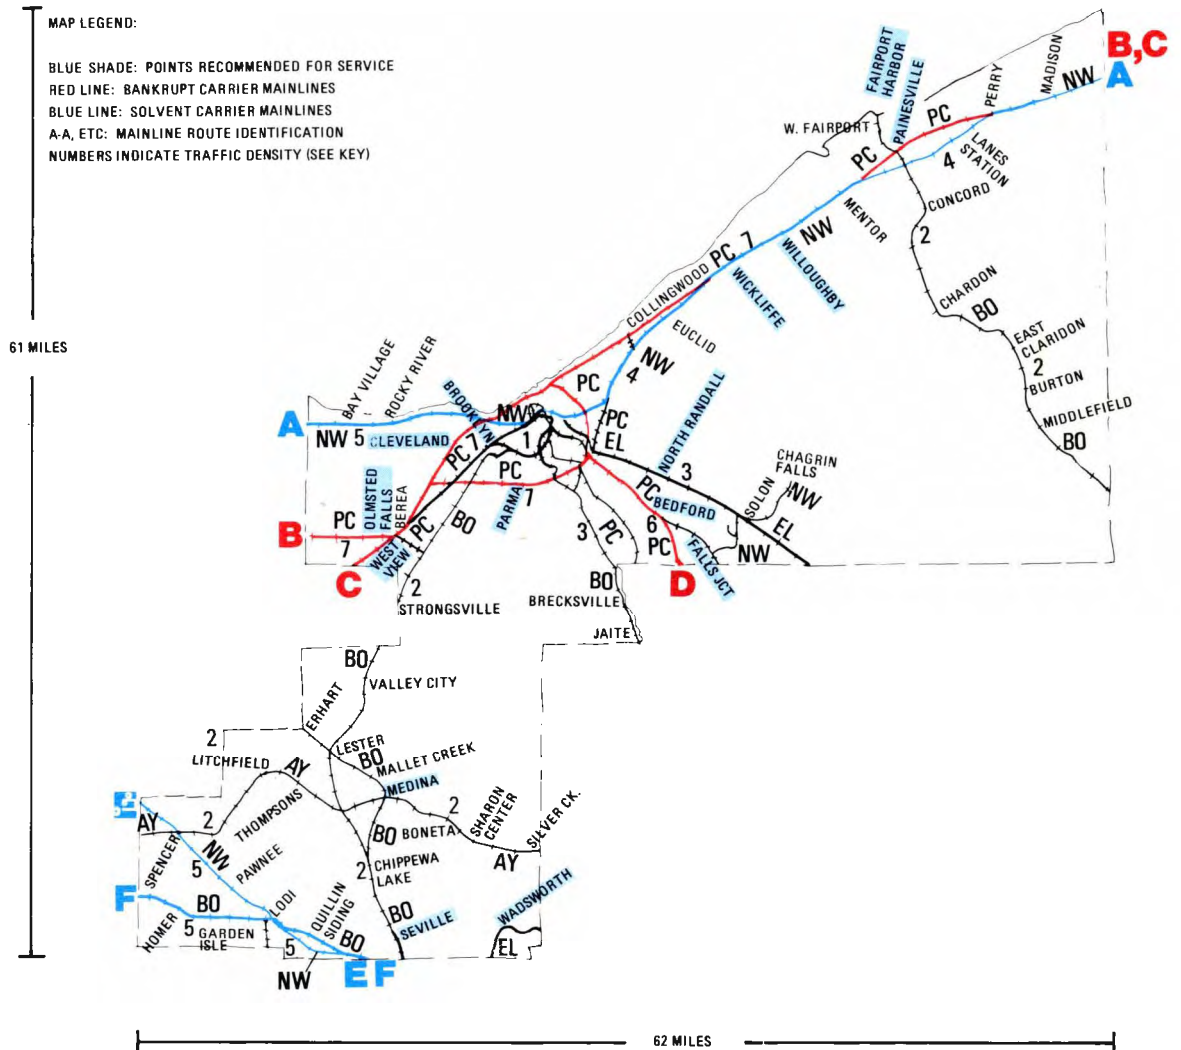 MAP LEGEND:
BLUE SHADE: POINTS RECOMMENDED FOR SERVICE
RED LINE: BANKRUPT CARRIER MAINLINES
BLUE LINE: SOLVENT CARRIER MAINLINES
A-A, ETC: MAINLINE ROUTE IDENTIFICATION
NUMBERS INDICATE TRAFFIC DENSITY (SEE KEY)
61 MILES
62 MILES
B,C
A
NW
MADISON
PERRY
FAIRPORT
HARBOR
PAINESVILLE
PC
W. FAIRPORT
PC
4
LANES
STATION
CONCORD
MENTOR
2
NW
WILLOUGHBY
PC 7
WICKLIFFE
COLLINGWOOD
EUCLID
CHARDON
BO
EAST
CLARIDON
2
BURTON
MIDDLEFIELD
BO
NW
4
PC
PC
EL
NORTH RANDALL
3
CHAGRIN
FALLS
NW
SOLON
EL
NW
BAY VILLAGE
ROCKY RIVER
A
NW 5
CLEVELAND
BROOKLYN
NW
1
PC 7
PC
7
PARMA
PC
BEDFORD
6
PC
FALLS JCT
D
OLMSTED
FALLS
BEREA
PC
B
7
C
WEST
VIEW
PC
BO
2
STRONGSVILLE
3
PC
BO
BRECKSVILLE
JAITE
BO
VALLEY CITY
ERHART
LESTER
BO
MALLET CREEK
MEDINA
2
LITCHFIELD
AY
THOMPSONS
2
BONETA
SHARON
CENTER
SILVER CK.
AY
BO
2
CHIPPEWA
LAKE
E
AY
2
SPENCER
NW
5
PAWNEE
F
BO
HOMER
5
GARDEN
ISLE
LODI
QUILLIN
SIDING
5
BO
NW
E F
BO
SEVILLE
WADSWORTH
EL